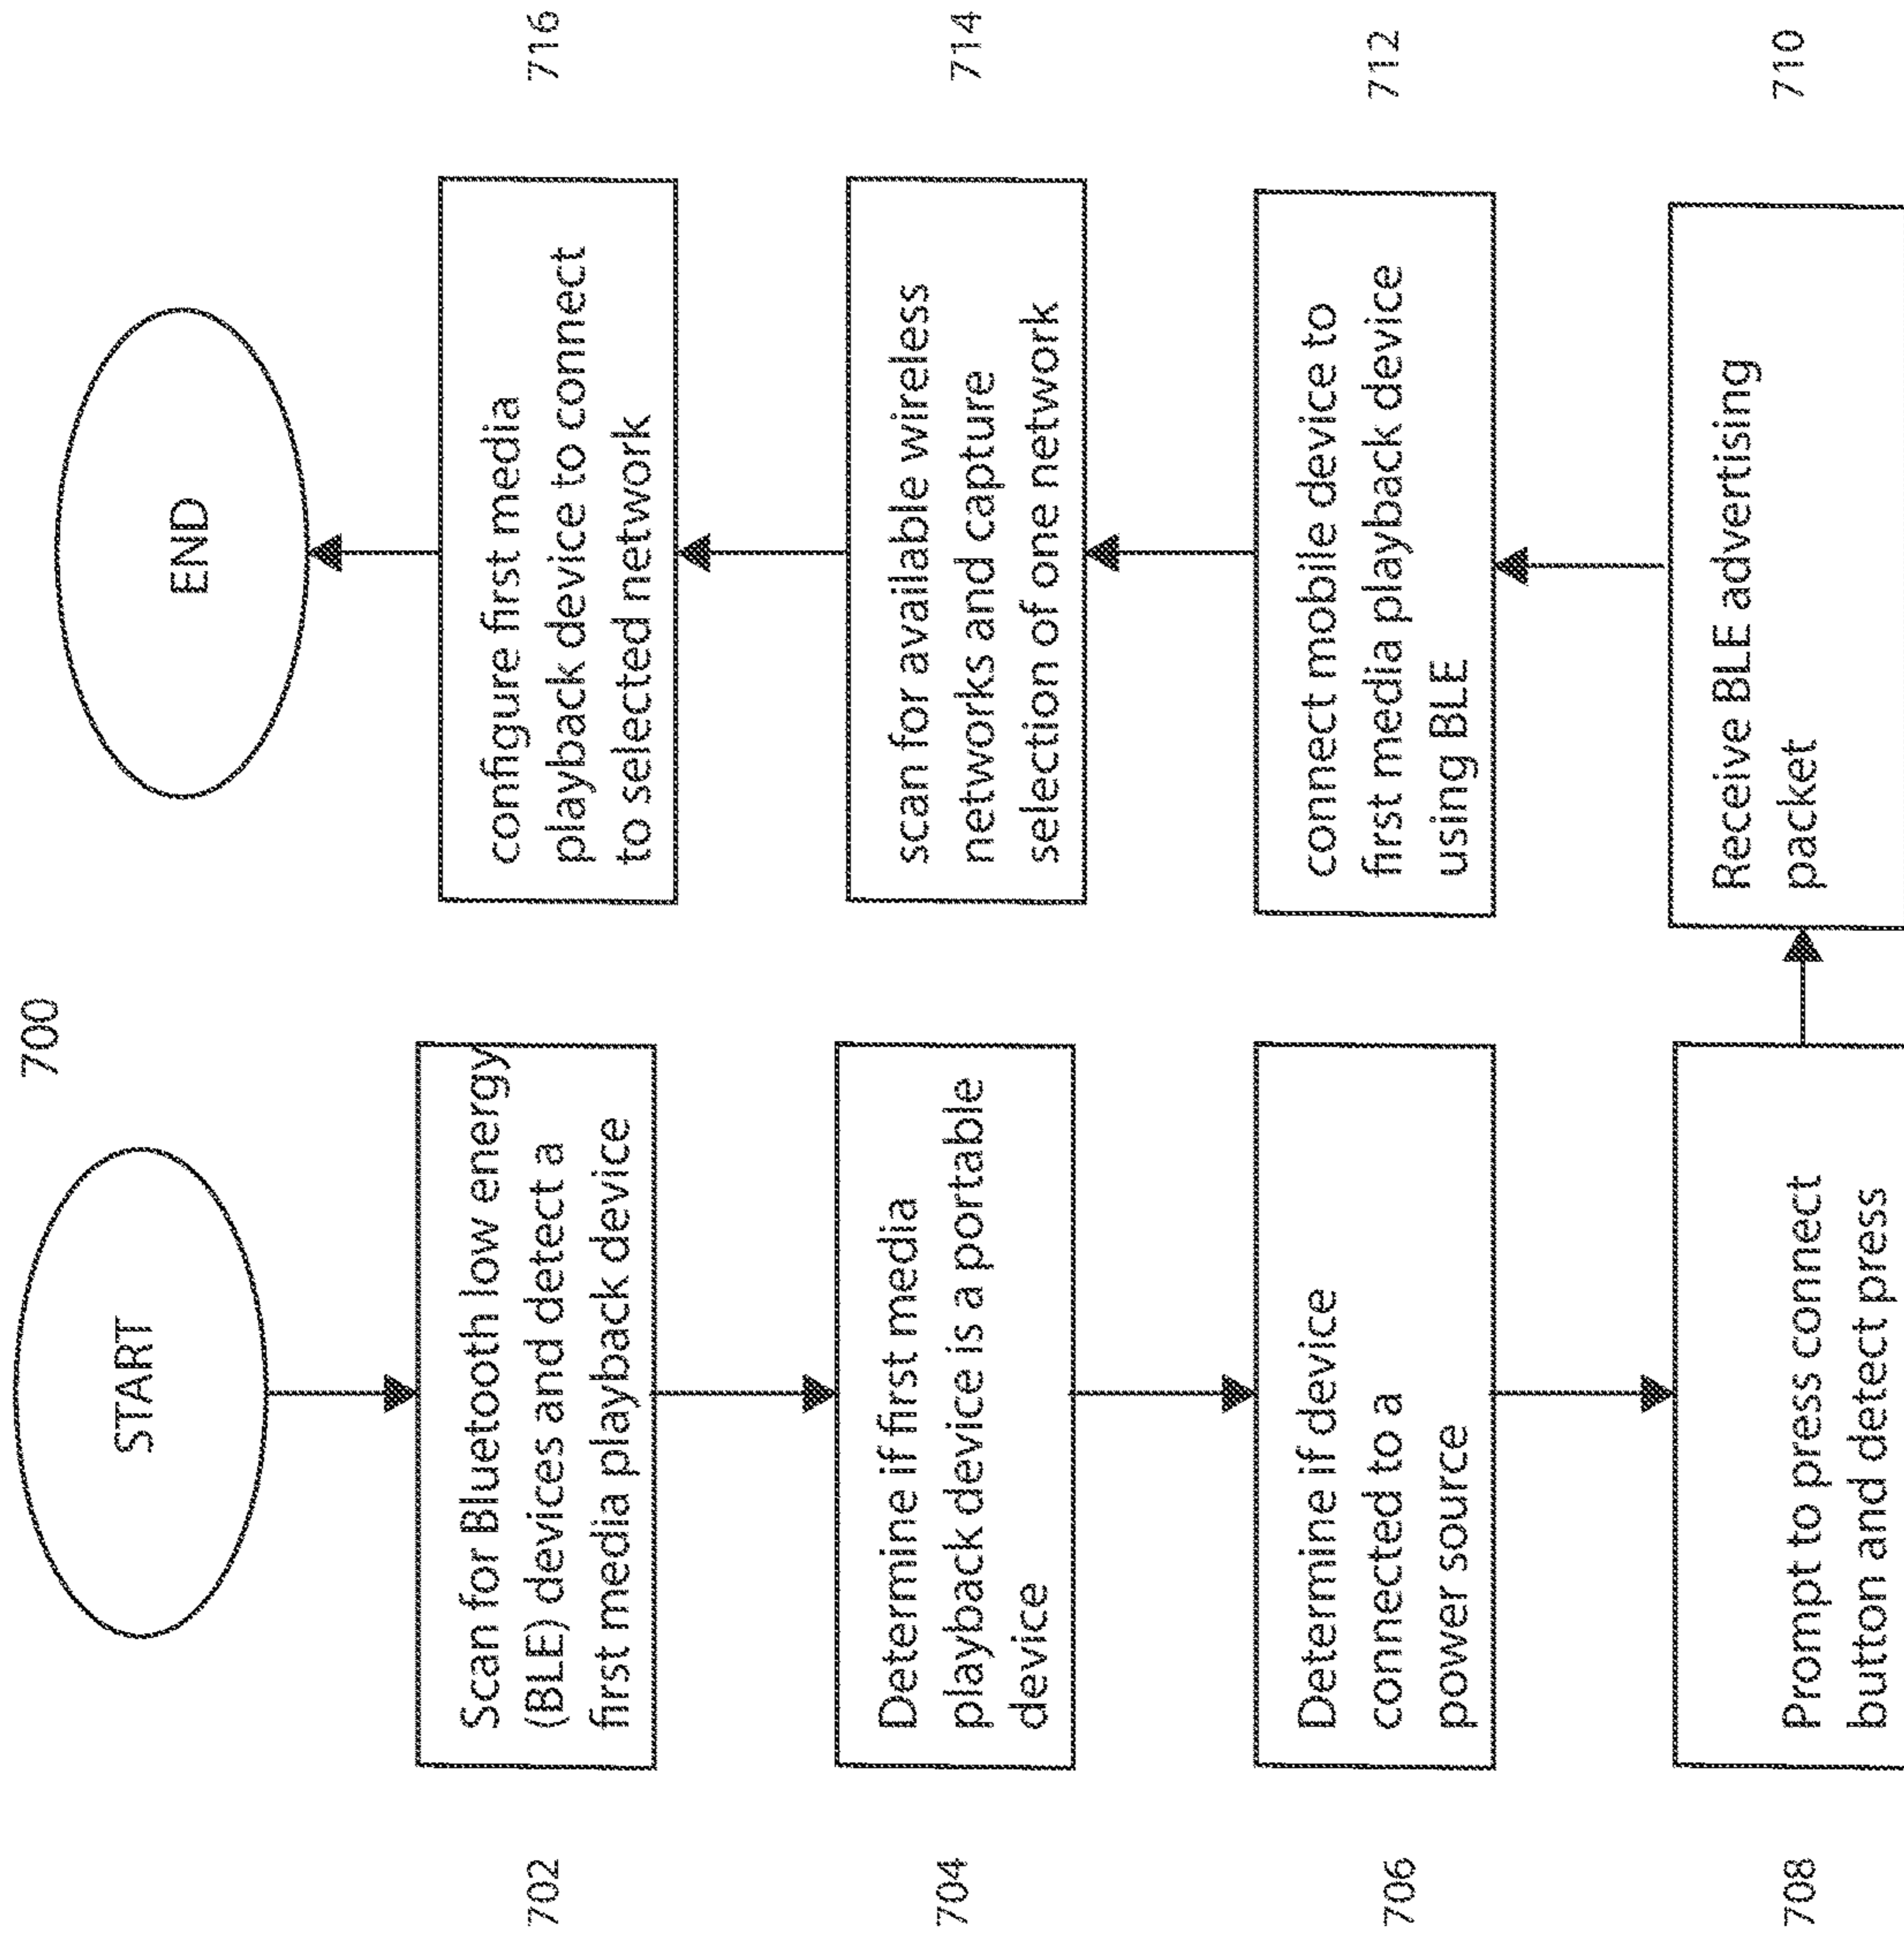 700
START
702
Scan for Bluetooth low energy
(BLE) devices and detect a
first media playback device
704
Determine if first media
playback device is a portable
device
706
Determine if device
connected to a
power source
708
Prompt to press connect
button and detect press
710
Receive BLE advertising
packet
712
connect mobile device to
first media playback device
using BLE
714
scan for available wireless
networks and capture
selection of one network
716
configure first media
playback device to connect
to selected network
END